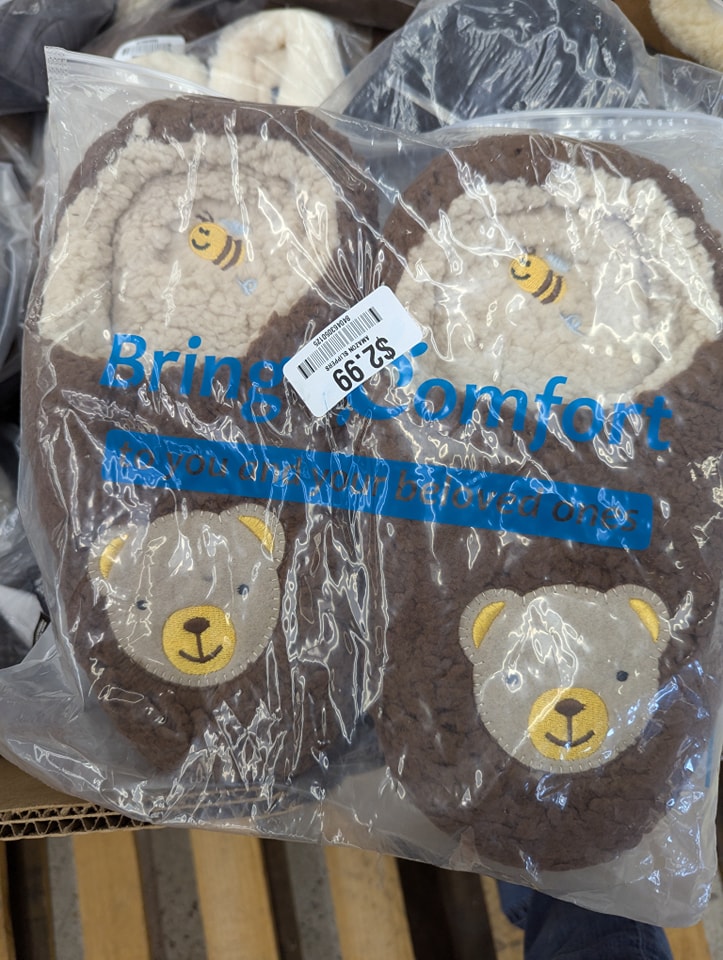 Bring Comfort
to you and your beloved ones
$2.99
AMAZON SLIPPERS